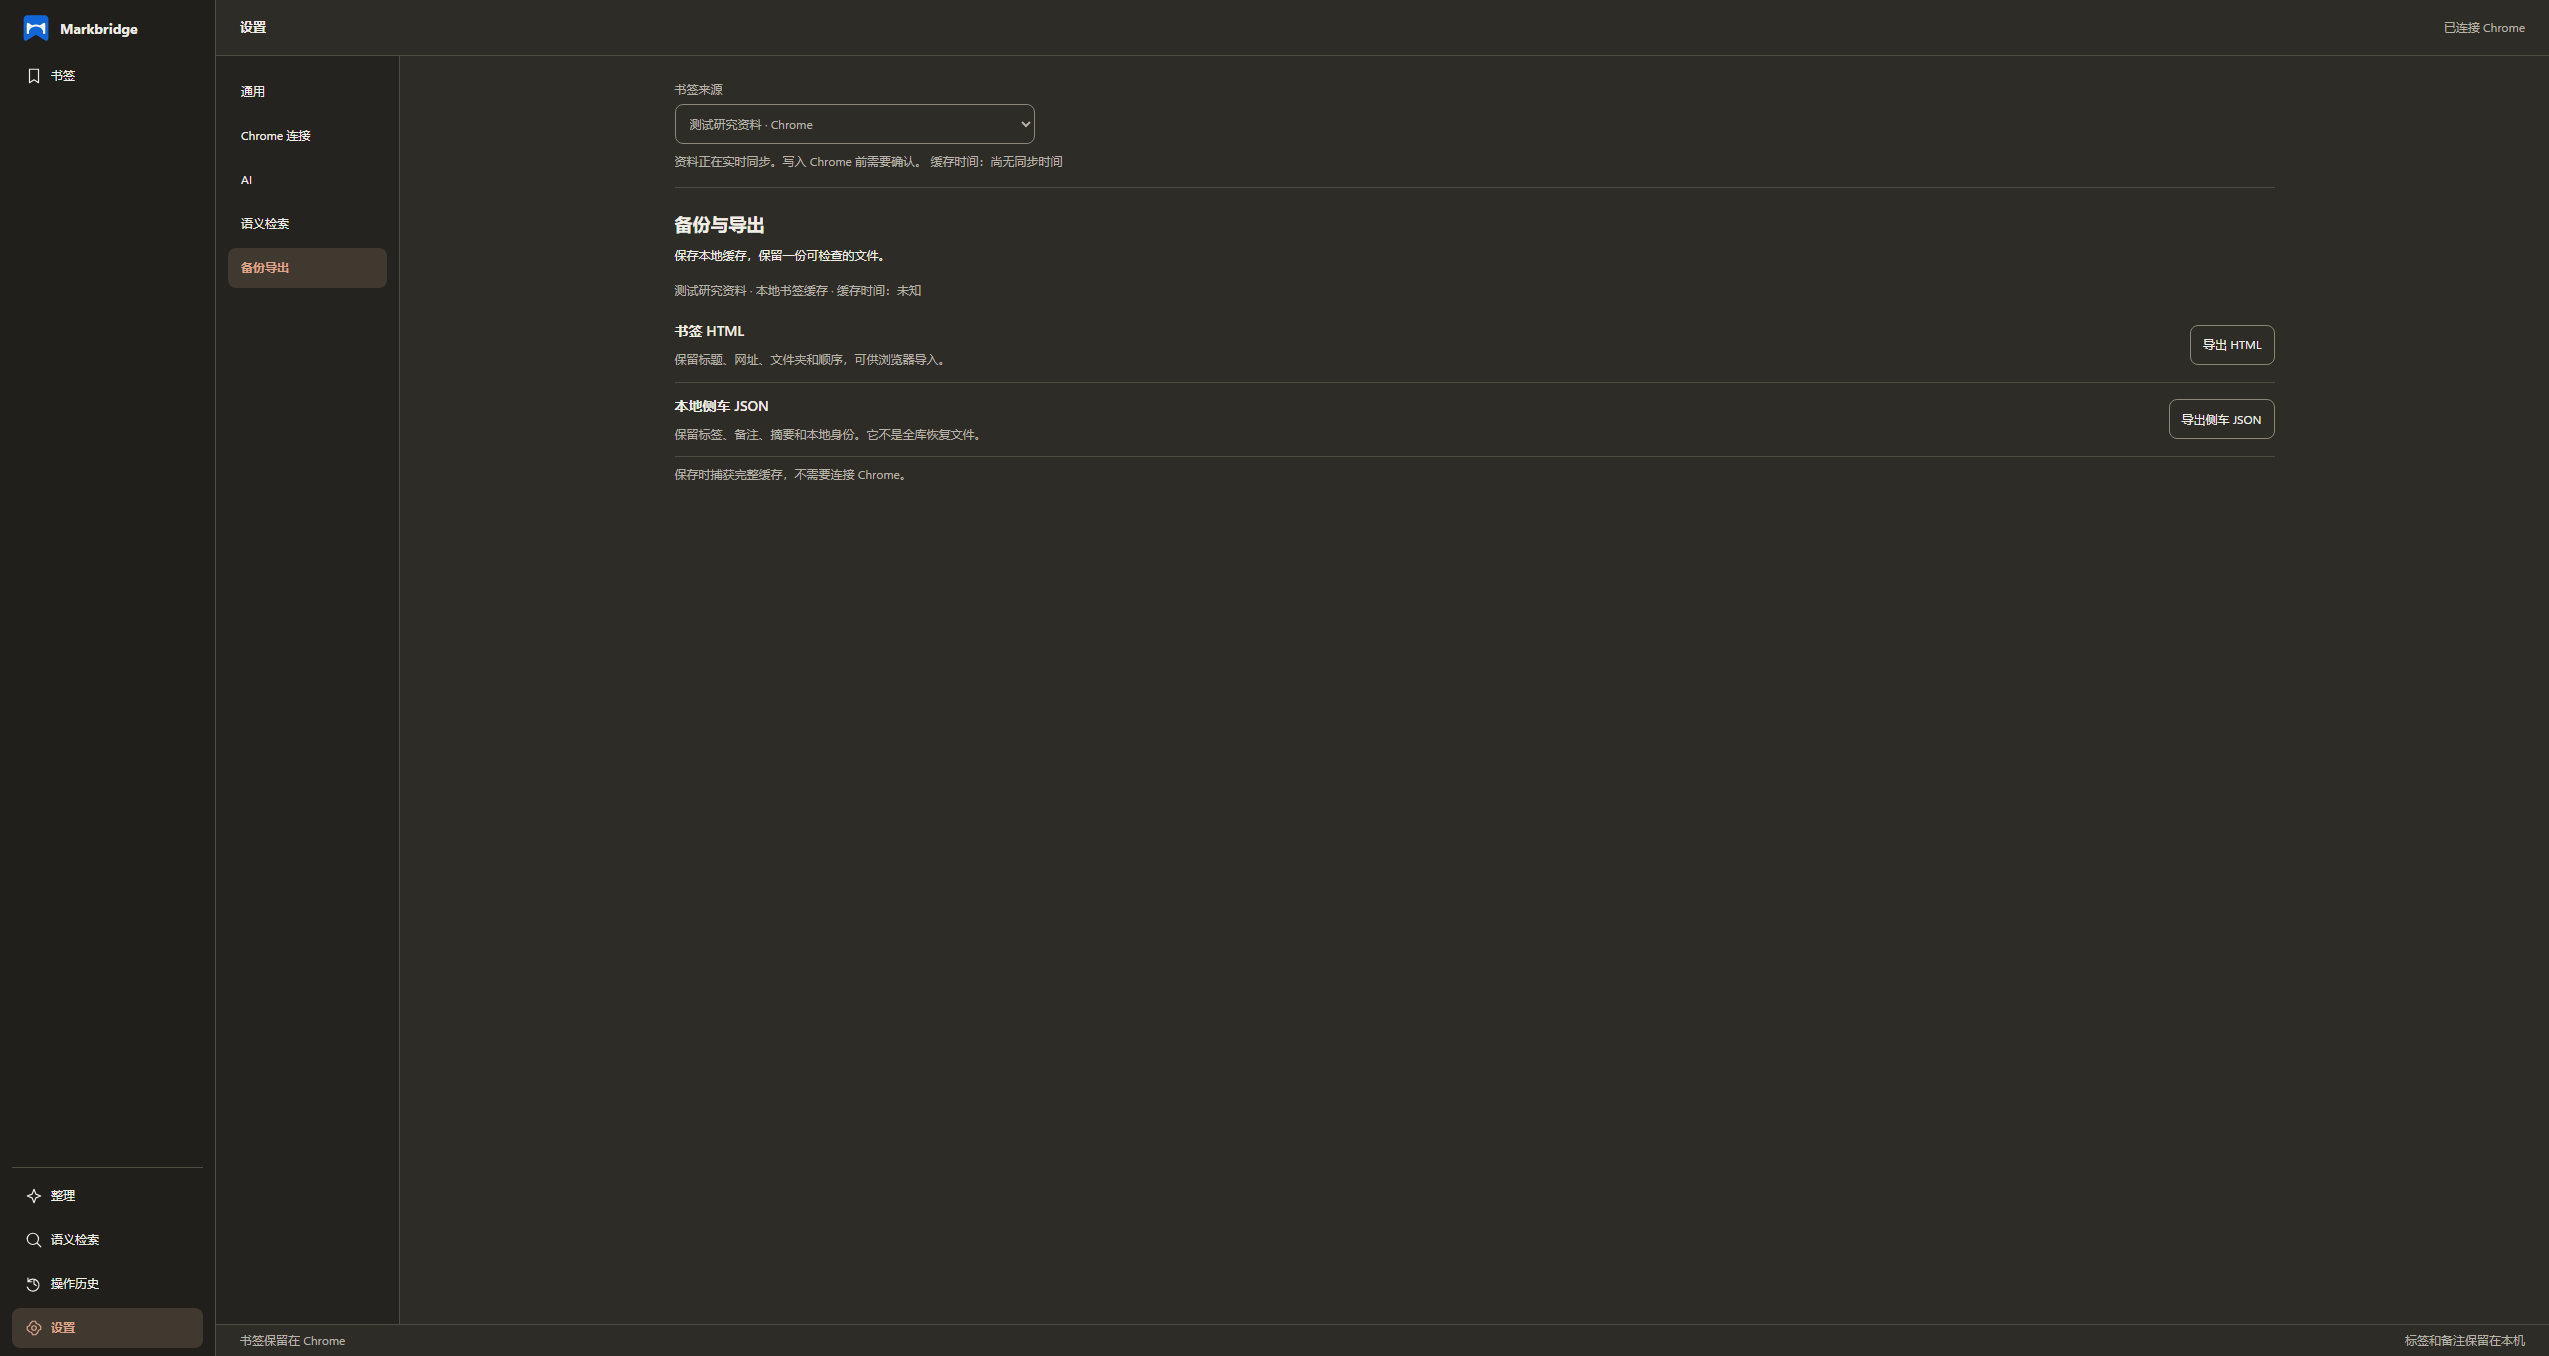 Markbridge
书签
整理
语义检索
操作历史
设置
设置
已连接 Chrome
通用
Chrome 连接
AI
语义检索
备份导出
书签来源
测试研究资料 · Chrome
资料正在实时同步。写入 Chrome 前需要确认。 缓存时间：尚无同步时间
备份与导出
保存本地缓存，保留一份可检查的文件。
测试研究资料 · 本地书签缓存 · 缓存时间：未知
书签 HTML
保留标题、网址、文件夹和顺序，可供浏览器导入。
导出 HTML
本地侧车 JSON
保留标签、备注、摘要和本地身份。它不是全库恢复文件。
导出侧车 JSON
保存时捕获完整缓存，不需要连接 Chrome。
书签保留在 Chrome
标签和备注保留在本机